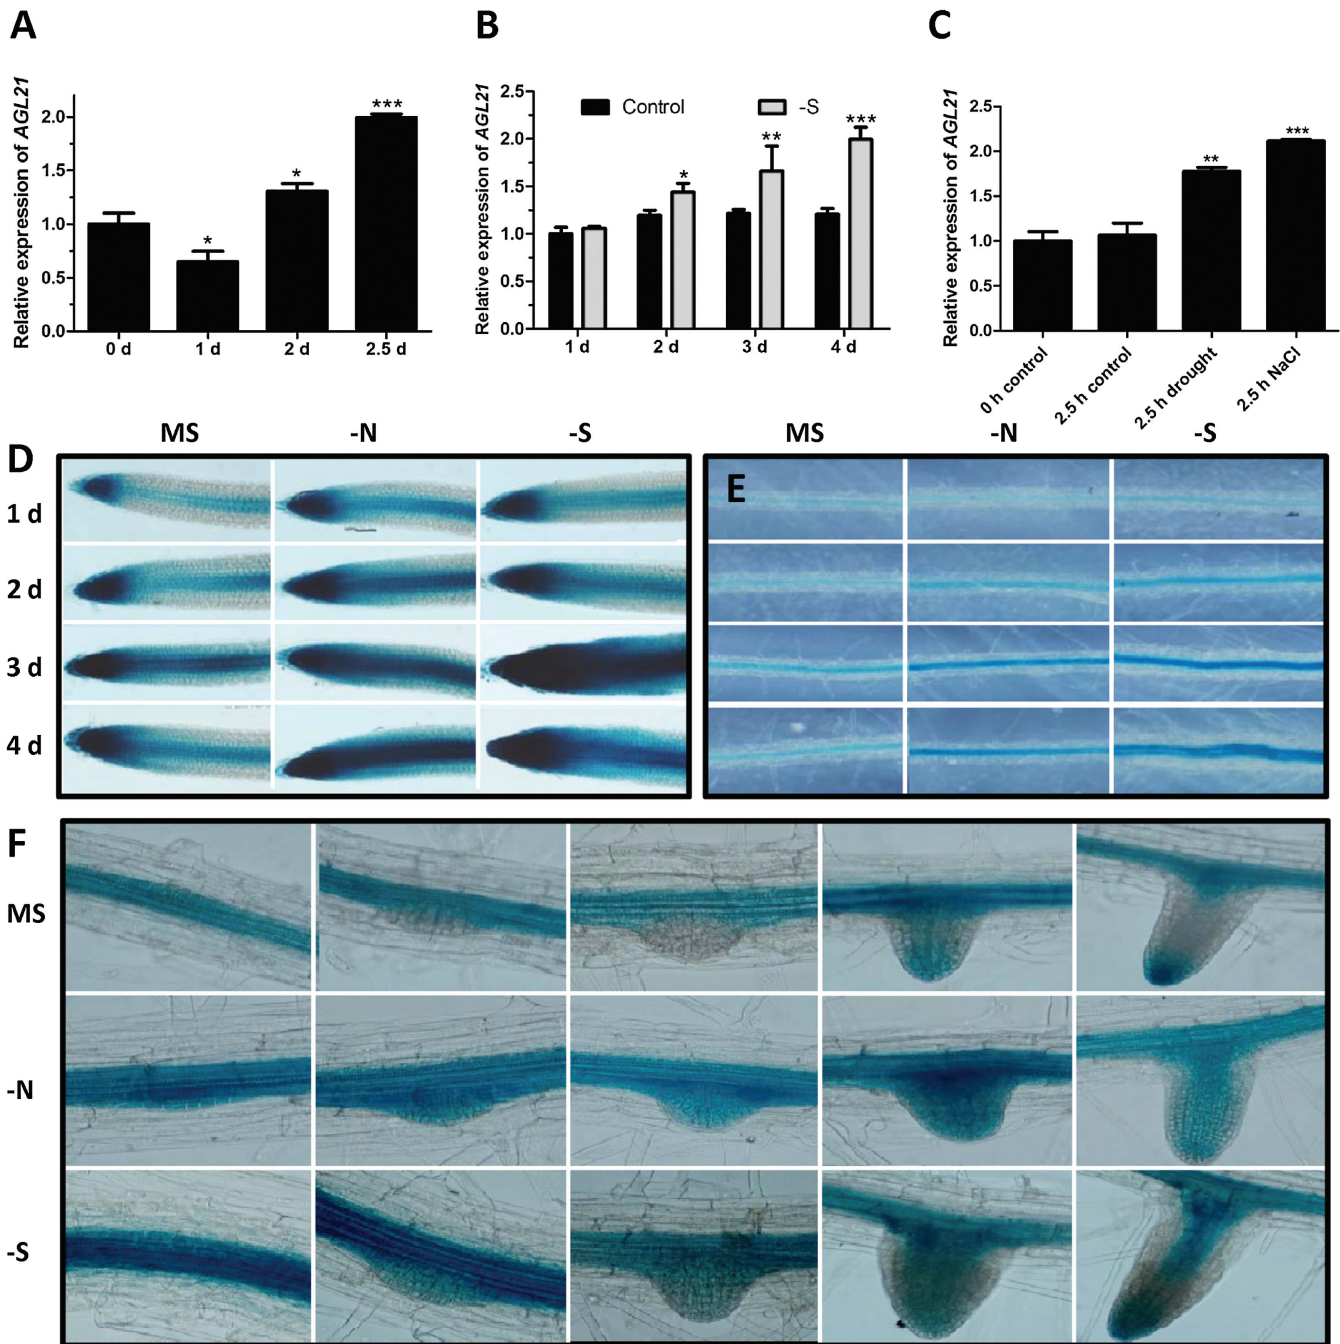 A
Relative expression of AGL21
2.0
1.5
1.0
0.5
0.0
***
*
*
0 d 1 d 2 d 2.5 d
B
Relative expression of AGL21
2.5
2.0
1.5
1.0
0.5
0.0
Control -S
***
**
*
1 d 2 d 3 d 4 d
C
Relative expression of AGL21
2.5
2.0
1.5
1.0
0.5
0.0
***
**
0 h control
2.5 h control
2.5 h drought
2.5 h NaCl
MS -N -S
D
1 d
2 d
3 d
4 d
MS -N -S
E
F
MS
-N
-S